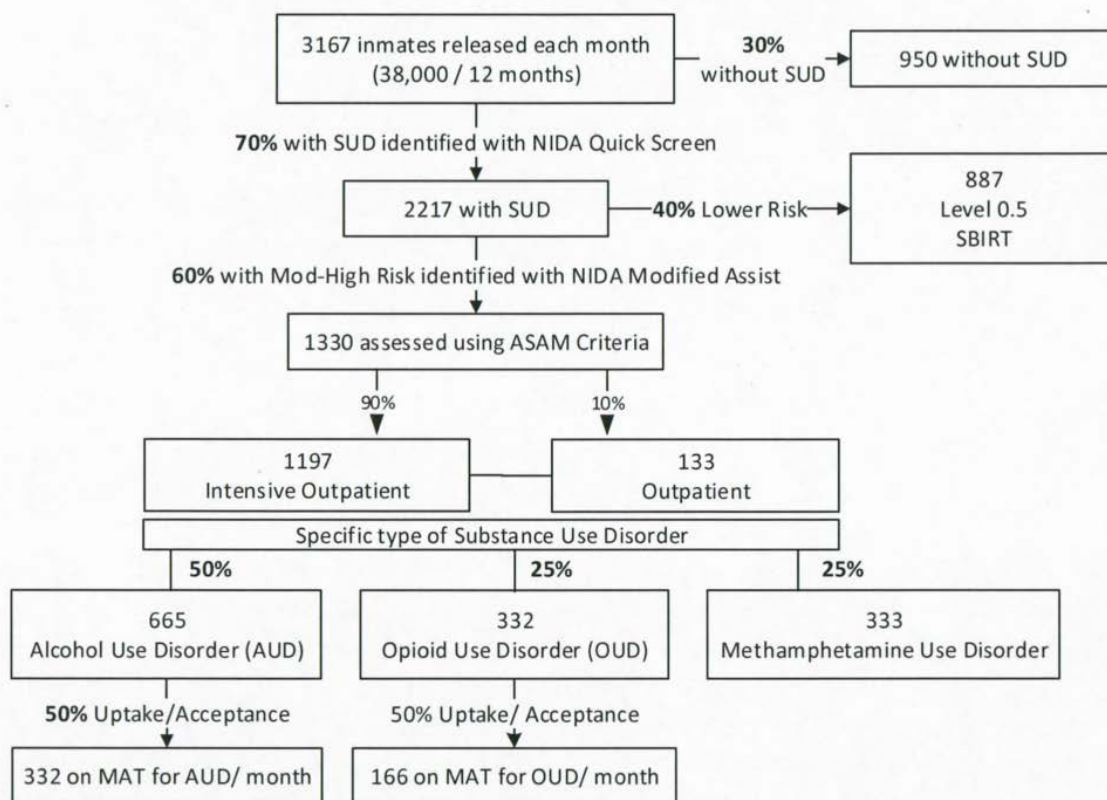 3167 inmates released each month
(38,000 / 12 months)
30%
without SUD
950 without SUD
70% with SUD identified with NIDA Quick Screen
2217 with SUD
40% Lower Risk
887
Level 0.5
SBIRT
60% with Mod-High Risk identified with NIDA Modified Assist
1330 assessed using ASAM Criteria
90%
10%
1197
Intensive Outpatient
133
Outpatient
Specific type of Substance Use Disorder
50%
25%
25%
665
Alcohol Use Disorder (AUD)
332
Opioid Use Disorder (OUD)
333
Methamphetamine Use Disorder
50% Uptake/Acceptance
50% Uptake/ Acceptance
332 on MAT for AUD/ month
166 on MAT for OUD/ month